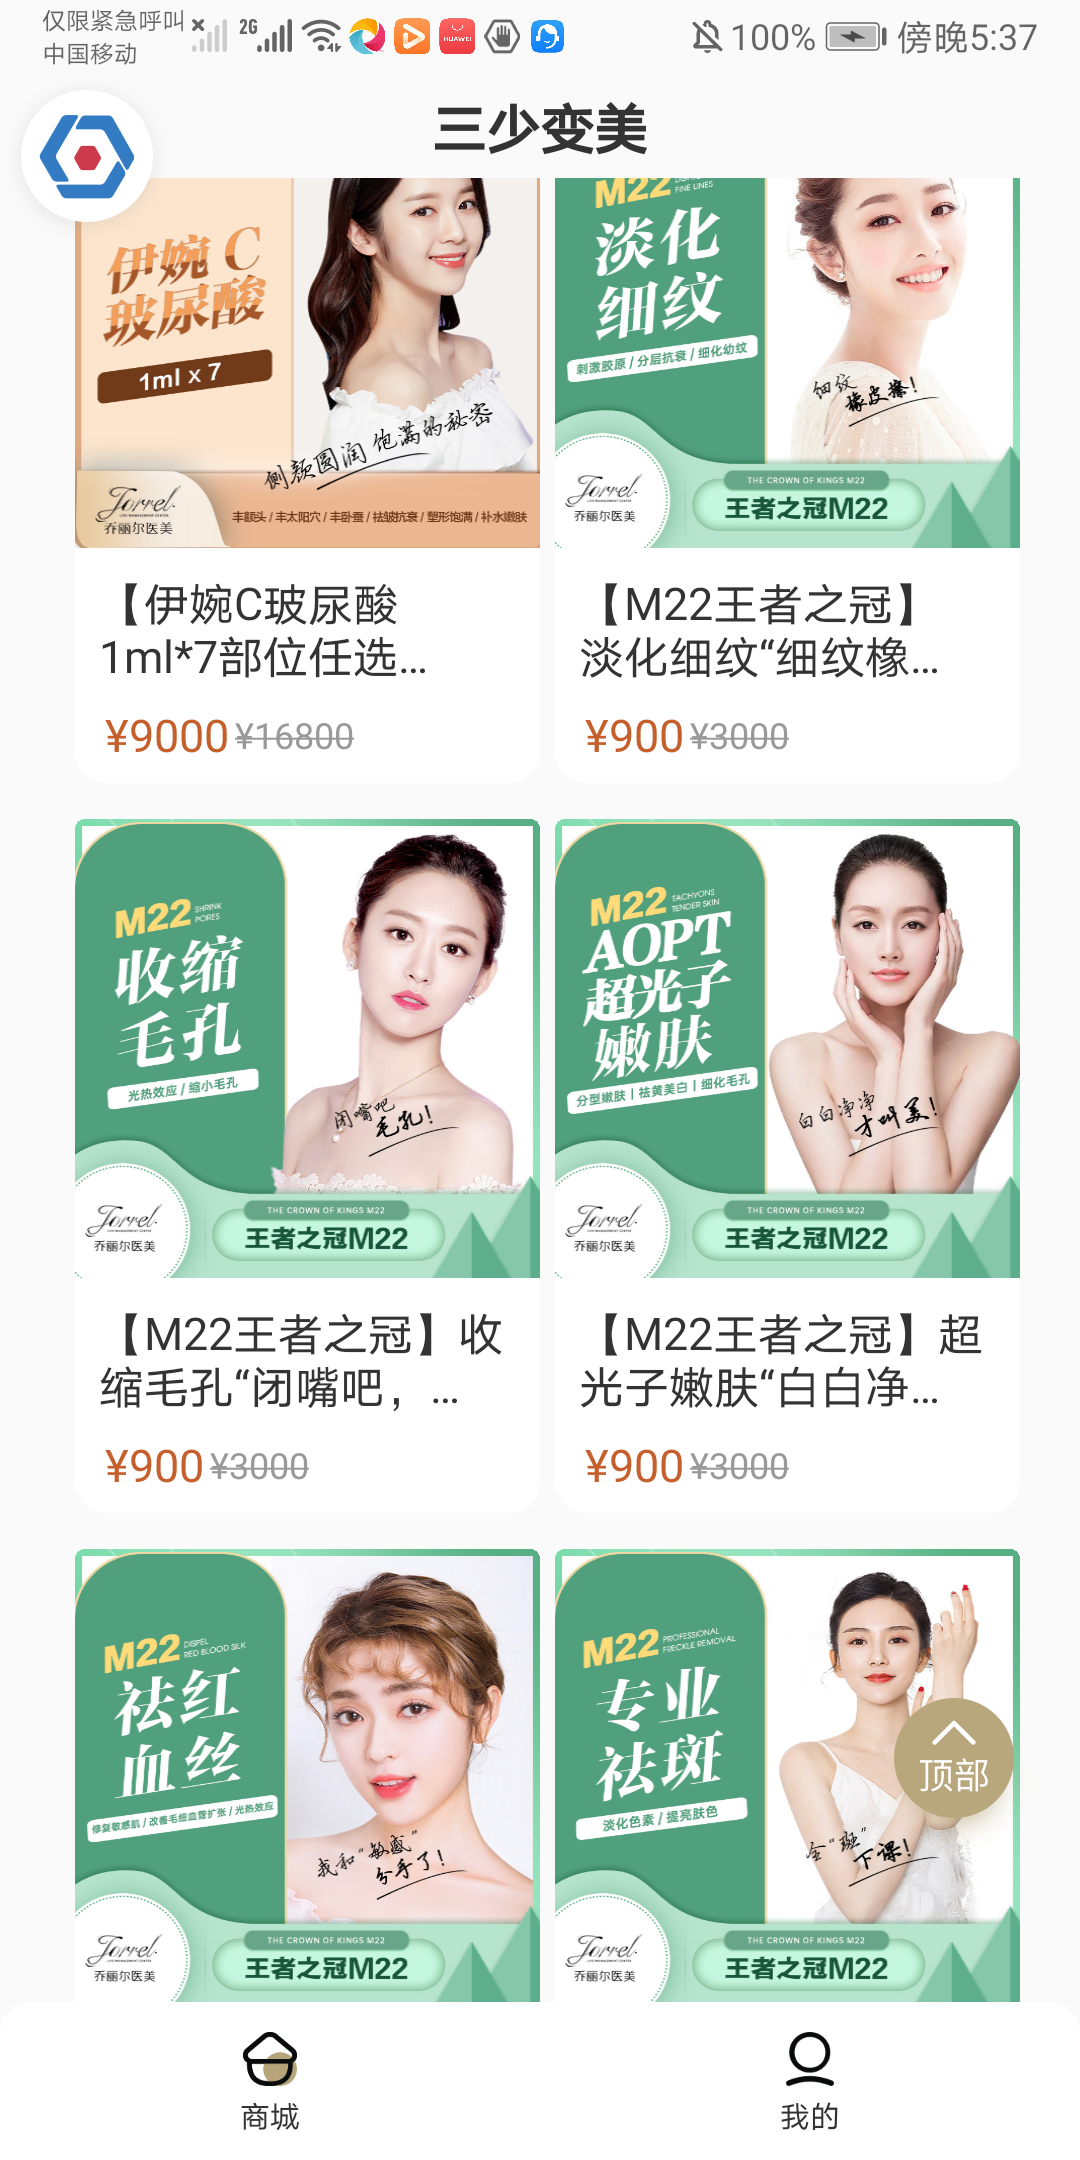 仅限紧急呼叫
中国移动
2G
HUAWEI
100%
傍晚5:37
三少变美
伊婉 C
玻尿酸
1ml x 7
侧颜圆润 饱满的秘密
Jorrel
LIFE MANAGEMENT CENTER
乔丽尔医美
丰额头 / 丰太阳穴 / 丰卧蚕 / 祛皱抗衰 / 塑形饱满 / 补水嫩肤
【伊婉C玻尿酸
1ml*7部位任选...
¥9000 ¥16800
M22
FINE LINES
淡化
细纹
刺激胶原 / 分层抗衰 / 细化幼纹
细纹
橡皮擦！
Jorrel
乔丽尔医美
THE CROWN OF KINGS M22
王者之冠M22
【M22王者之冠】
淡化细纹“细纹橡...
¥900 ¥3000
M22 SHRINK
PORES
收缩
毛孔
光热效应 / 缩小毛孔
闭嘴吧
毛孔！
Jorrel
乔丽尔医美
THE CROWN OF KINGS M22
王者之冠M22
【M22王者之冠】收
缩毛孔“闭嘴吧，...
¥900 ¥3000
M22 TACHYONS
TENDER SKIN
AOPT
超光子
嫩肤
分型嫩肤 | 祛黄美白 | 细化毛孔
白白净净
才叫美！
Jorrel
乔丽尔医美
THE CROWN OF KINGS M22
王者之冠M22
【M22王者之冠】超
光子嫩肤“白白净...
¥900 ¥3000
M22 DISPEL
RED BLOOD SILK
祛红
血丝
修复敏感肌 / 改善毛细血管扩张 / 光热效应
我和“敏感”
分手了！
Jorrel
乔丽尔医美
THE CROWN OF KINGS M22
王者之冠M22
M22 PROFESSIONAL
FRECKLE REMOVAL
专业
祛斑
淡化色素 / 提亮肤色
全“斑”
下课！
Jorrel
乔丽尔医美
THE CROWN OF KINGS M22
王者之冠M22
顶部
商城
我的